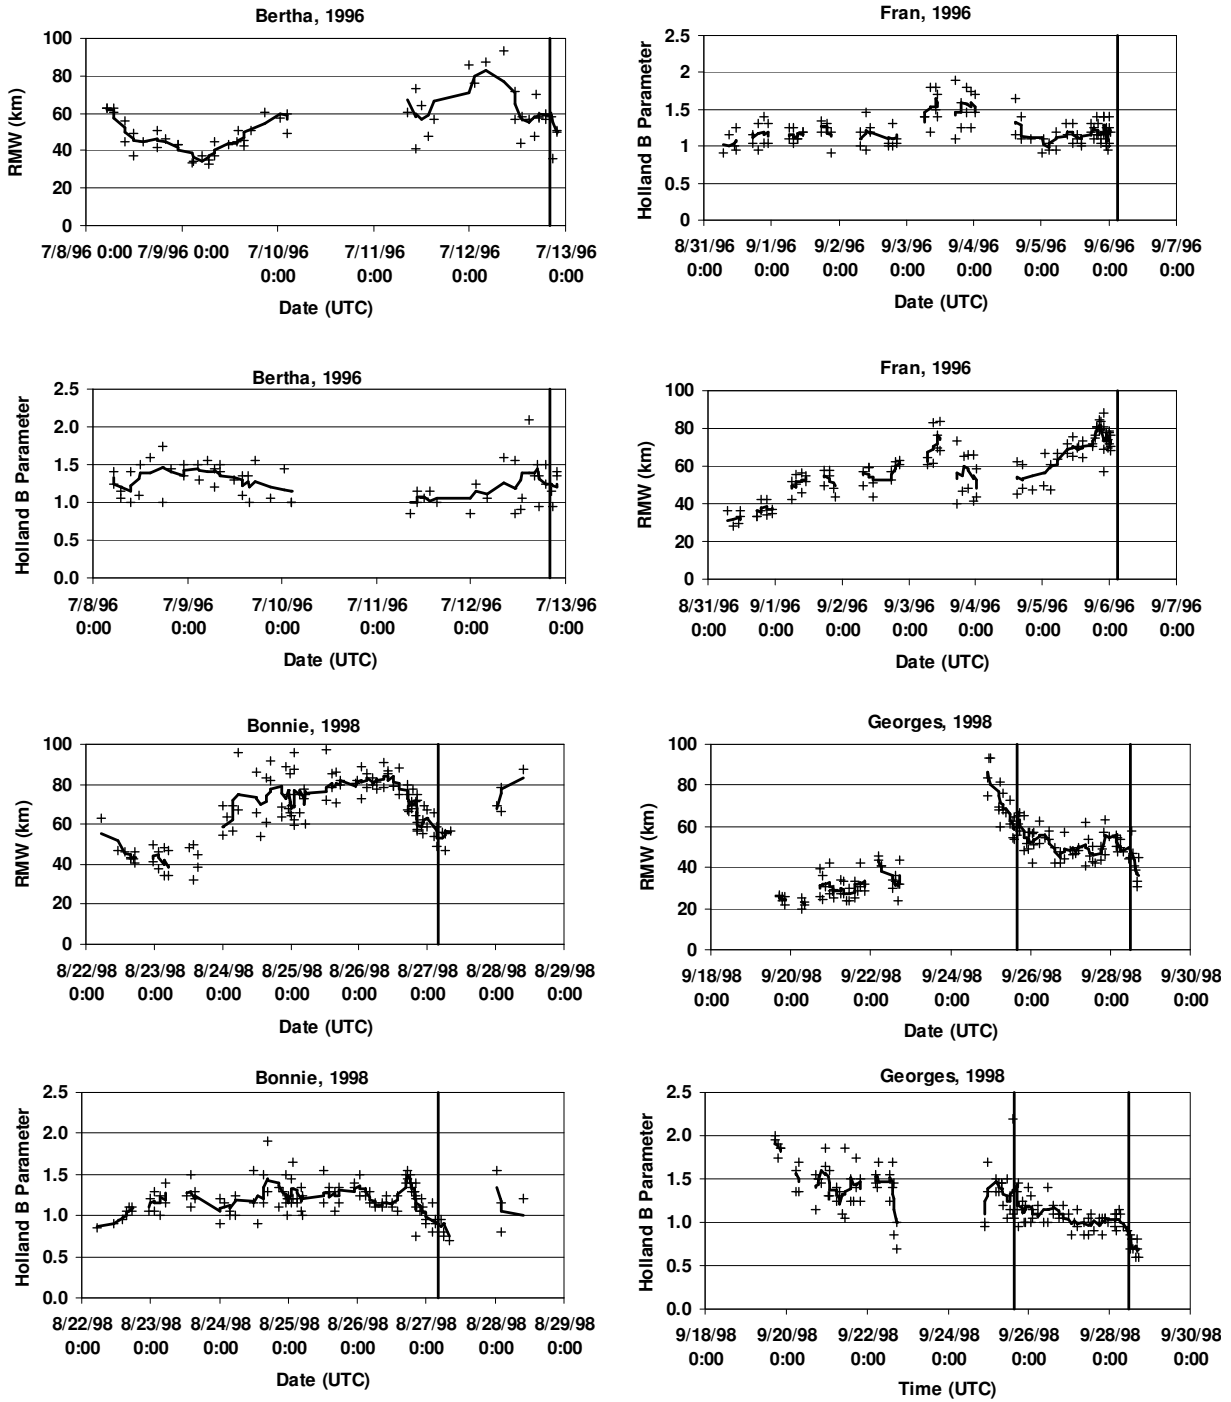 Bertha, 1996
RMW (km)
100
80
60
40
20
0
7/8/96 0:00 7/9/96 0:00 7/10/96 7/11/96 7/12/96 7/13/96
0:00 0:00 0:00 0:00
Date (UTC)
Fran, 1996
Holland B Parameter
2.5
2
1.5
1
0.5
0
8/31/96 9/1/96 9/2/96 9/3/96 9/4/96 9/5/96 9/6/96 9/7/96
0:00 0:00 0:00 0:00 0:00 0:00 0:00 0:00
Date (UTC)
Bertha, 1996
Holland B Parameter
2.5
2.0
1.5
1.0
0.5
0.0
7/8/96 7/9/96 7/10/96 7/11/96 7/12/96 7/13/96
0:00 0:00 0:00 0:00 0:00 0:00
Date (UTC)
Fran, 1996
RMW (km)
100
80
60
40
20
0
8/31/96 9/1/96 9/2/96 9/3/96 9/4/96 9/5/96 9/6/96 9/7/96
0:00 0:00 0:00 0:00 0:00 0:00 0:00 0:00
Date (UTC)
Bonnie, 1998
RMW (km)
100
80
60
40
20
0
8/22/98 8/23/98 8/24/98 8/25/98 8/26/98 8/27/98 8/28/98 8/29/98
0:00 0:00 0:00 0:00 0:00 0:00 0:00 0:00
Date (UTC)
Georges, 1998
RMW (km)
100
80
60
40
20
0
9/18/98 9/20/98 9/22/98 9/24/98 9/26/98 9/28/98 9/30/98
0:00 0:00 0:00 0:00 0:00 0:00 0:00
Date (UTC)
Bonnie, 1998
Holland B Parameter
2.5
2.0
1.5
1.0
0.5
0.0
8/22/98 8/23/98 8/24/98 8/25/98 8/26/98 8/27/98 8/28/98 8/29/98
0:00 0:00 0:00 0:00 0:00 0:00 0:00 0:00
Date (UTC)
Georges, 1998
Holland B Parameter
2.5
2.0
1.5
1.0
0.5
0.0
9/18/98 9/20/98 9/22/98 9/24/98 9/26/98 9/28/98 9/30/98
0:00 0:00 0:00 0:00 0:00 0:00 0:00
Time (UTC)